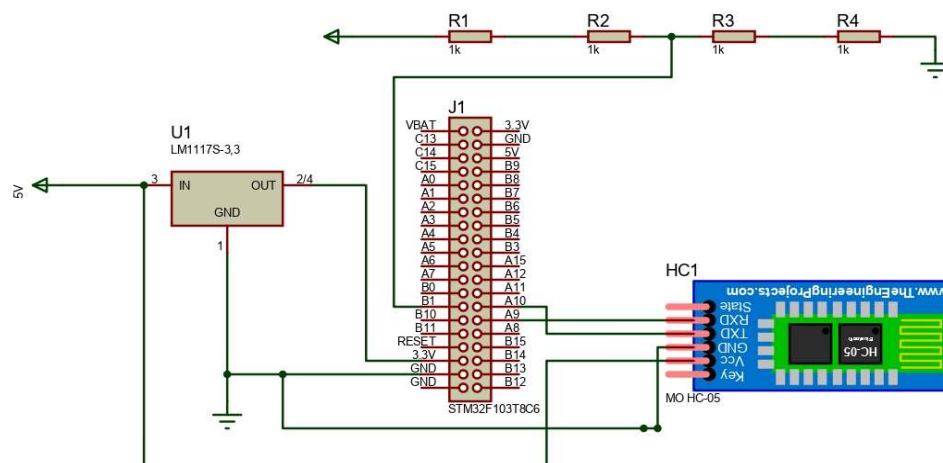 R1
R2
R3
R4
1k
1k
1k
1k
J1
U1
LM1117S-3,3
5V
3
IN
OUT
2/4
GND
1
VBAT
3.3V
C13
GND
C14
5V
C15
B9
A0
B8
A1
B7
A2
B6
A3
B5
A4
B4
A5
B3
A6
A15
A7
A12
B0
A11
B1
A10
B10
A9
B11
A8
RESET
B15
3.3V
B14
GND
B13
GND
B12
STM32F103T8C6
HC1
www.TheEngineeringProjects.com
State
RXD
TXD
GND
Vcc
Key
HC-05
MO HC-05